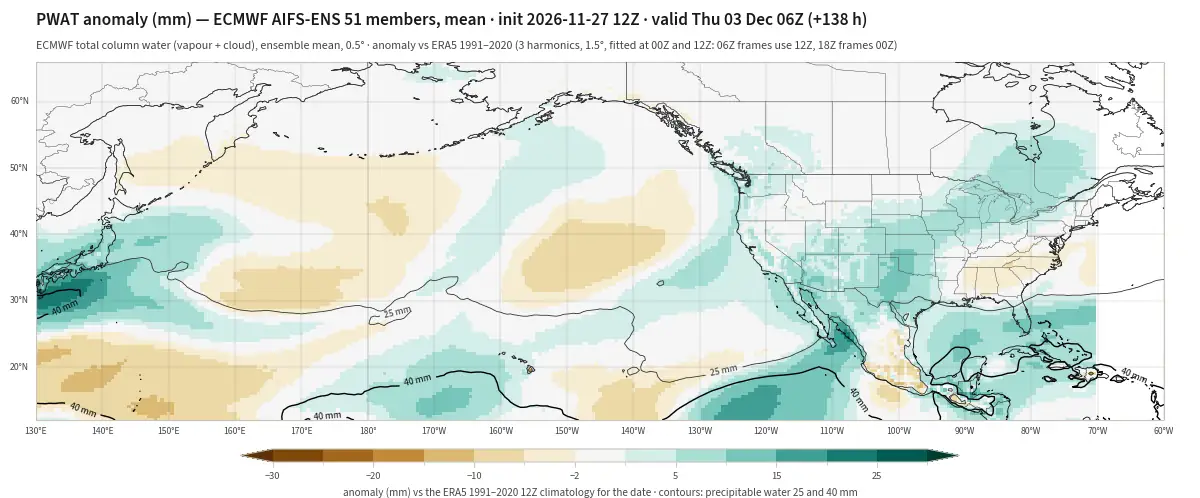 PWAT anomaly (mm) — ECMWF AIFS-ENS 51 members, mean · init 2026-11-27 12Z · valid Thu 03 Dec 06Z (+138 h)
ECMWF total column water (vapour + cloud), ensemble mean, 0.5° · anomaly vs ERA5 1991–2020 (3 harmonics, 1.5°, fitted at 00Z and 12Z: 06Z frames use 12Z, 18Z frames 00Z)
60°N
50°N
40°N
30°N
20°N
40 mm
25 mm
25 mm
40 mm
40 mm
40 mm
40 mm
40 mm
130°E 140°E 150°E 160°E 170°E 180° 170°W 160°W 150°W 140°W 130°W 120°W 110°W 100°W 90°W 80°W 70°W 60°W
−30 −20 −10 −2 5 15 25
anomaly (mm) vs the ERA5 1991–2020 12Z climatology for the date · contours: precipitable water 25 and 40 mm